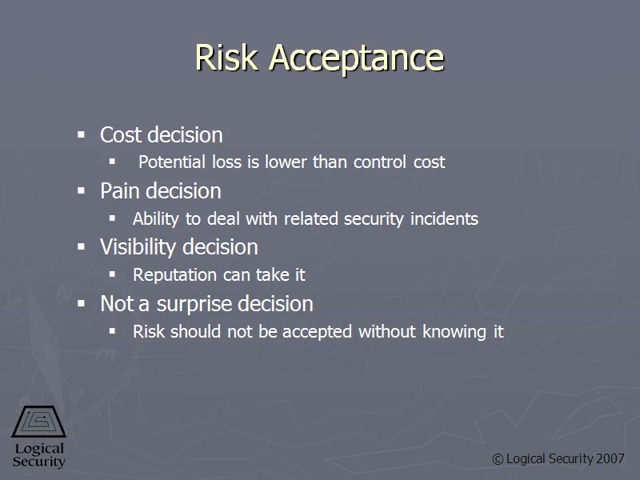 Risk Acceptance
▪ Cost decision
▪ Potential loss is lower than control cost
▪ Pain decision
▪ Ability to deal with related security incidents
▪ Visibility decision
▪ Reputation can take it
▪ Not a surprise decision
▪ Risk should not be accepted without knowing it
Logical
Security
© Logical Security 2007